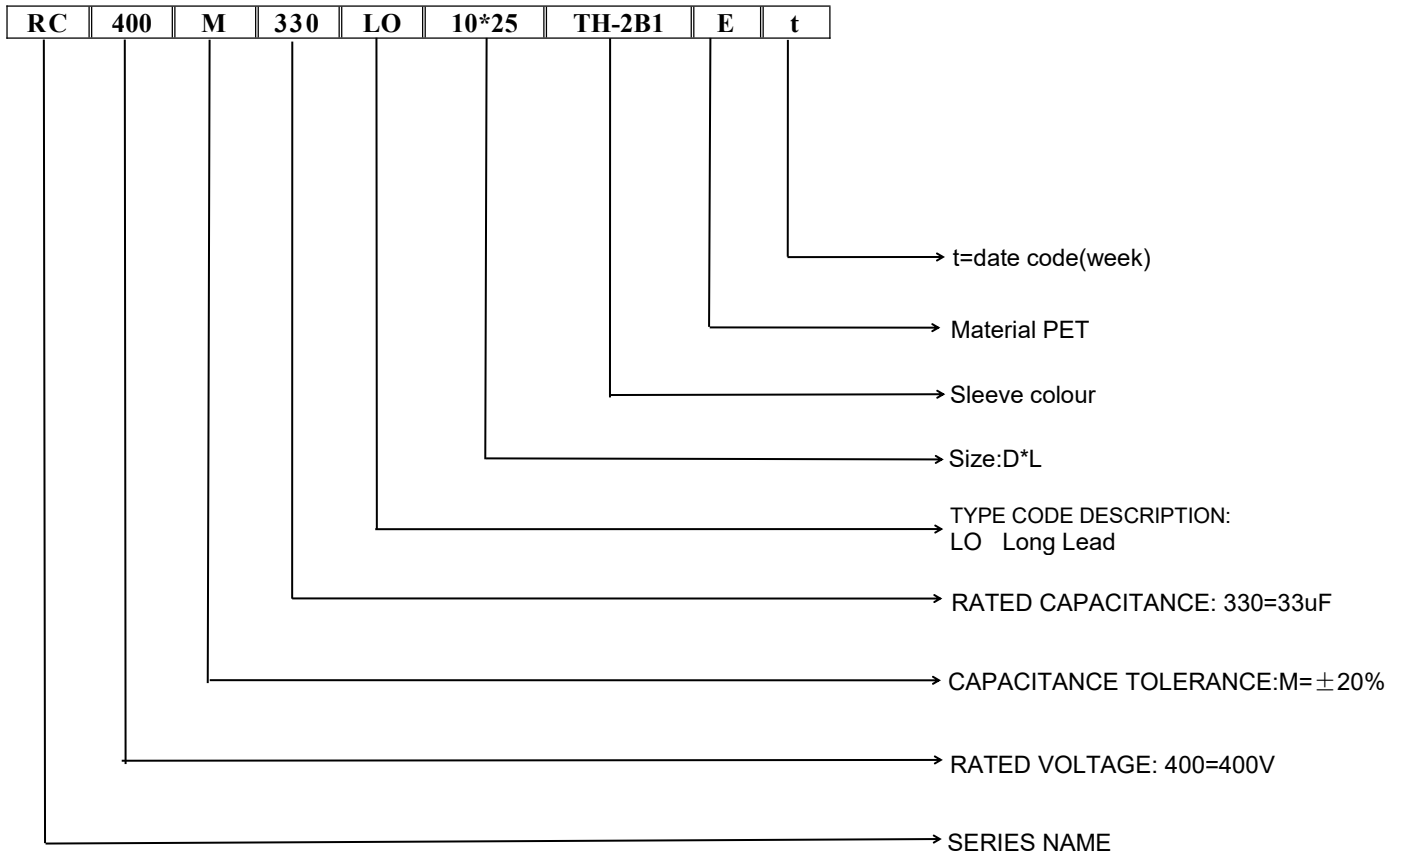 RC 400 M 330 LO 10*25 TH-2B1 E t
t=date code(week)
Material PET
Sleeve colour
Size:D*L
TYPE CODE DESCRIPTION:
LO Long Lead
RATED CAPACITANCE: 330=33uF
CAPACITANCE TOLERANCE:M=±20%
RATED VOLTAGE: 400=400V
SERIES NAME